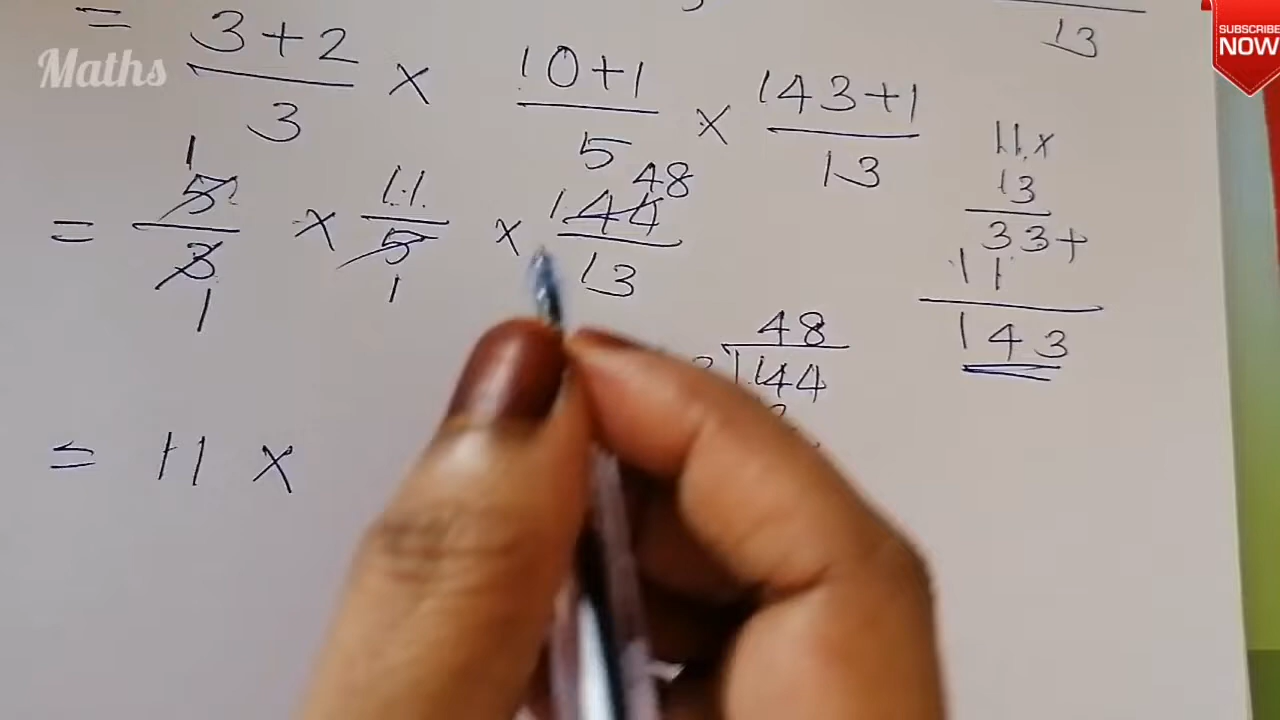 = 3+2/3 × 10+1/5 × 143+1/13
= 5/3 × 11/5 × 144/13
1 1 48
1 1
= 11 ×
48
144
11×
13
33+
11
143
13
Maths
SUBSCRIBE
NOW